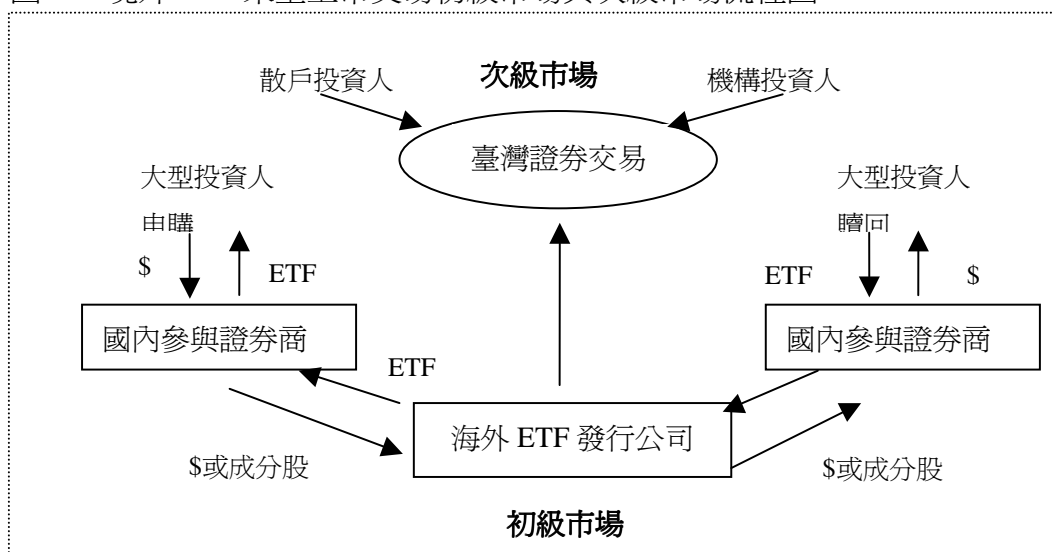 次級市場
散戶投資人
機構投資人
臺灣證券交易
大型投資人
大型投資人
申購
贖回
$
ETF
ETF
$
國內參與證券商
國內參與證券商
ETF
海外 ETF 發行公司
$或成分股
$或成分股
初級市場